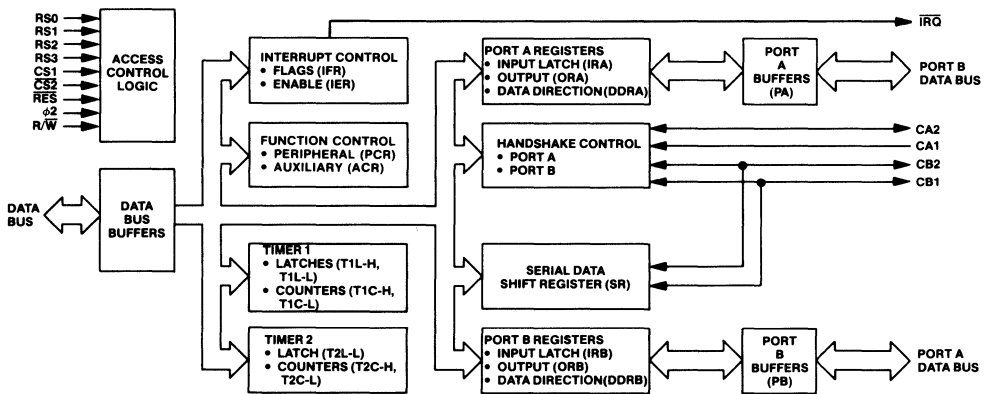 RS0
RS1
RS2
RS3
CS1
CS2
RES
ϕ2
R/W
ACCESS
CONTROL
LOGIC
DATA
BUS
DATA
BUS
BUFFERS
INTERRUPT CONTROL
• FLAGS (IFR)
• ENABLE (IER)
FUNCTION CONTROL
• PERIPHERAL (PCR)
• AUXILIARY (ACR)
TIMER 1
• LATCHES (T1L-H,
T1L-L)
• COUNTERS (T1C-H,
T1C-L)
TIMER 2
• LATCH (T2L-L)
• COUNTERS (T2C-H,
T2C-L)
PORT A REGISTERS
• INPUT LATCH (IRA)
• OUTPUT (ORA)
• DATA DIRECTION (DDRA)
HANDSHAKE CONTROL
• PORT A
• PORT B
SERIAL DATA
SHIFT REGISTER (SR)
PORT B REGISTERS
• INPUT LATCH (IRB)
• OUTPUT (ORB)
• DATA DIRECTION(DDRB)
PORT
A
BUFFERS
(PA)
PORT
B
BUFFERS
(PB)
IRQ
PORT B
DATA BUS
CA2
CA1
CB2
CB1
PORT A
DATA BUS